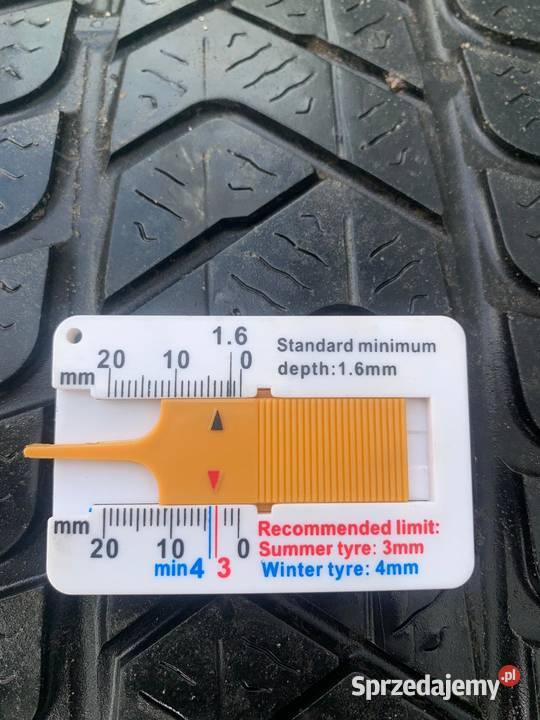 1.6
20 10 0
mm
Standard minimum
depth:1.6mm
mm
20 10 0
min4 3
Recommended limit:
Summer tyre: 3mm
Winter tyre: 4mm
Sprzedajemy.pl